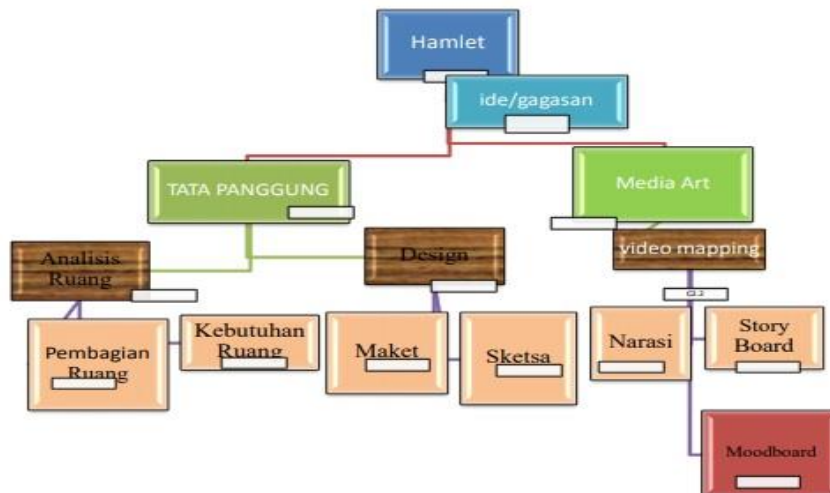 Hamlet
ide/gagasan
TATA PANGGUNG
Media Art
Analisis
Ruang
Design
video mapping
Pembagian
Ruang
Kebutuhan
Ruang
Maket
Sketsa
Narasi
Story
Board
Moodboard